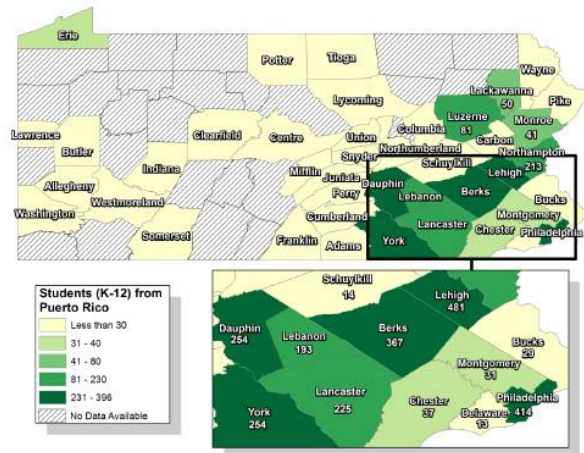 Erie
Potter
Tioga
Wayne
Lackawanna
50
Pike
Lycoming
Luzerne
81
Monroe
41
Lawrence
Butler
Clearfield
Centre
Union
Columbia
Carbon
Northumberland
Snyder
Northampton
213
Indiana
Mifflin
Juniata
Schuylkill
Lehigh
Allegheny
Westmoreland
Perry
Dauphin
Lebanon
Berks
Bucks
Montgomery
Washington
Somerset
Cumberland
Lancaster
Chester
Philadelphia
Franklin
Adams
York
Students (K-12) from
Puerto Rico
Less than 30
31 - 40
41 - 80
81 - 230
231 - 396
No Data Available
Schuylkill
14
Lehigh
481
Dauphin
254
Lebanon
193
Berks
367
Bucks
29
Montgomery
31
Lancaster
225
Chester
37
Philadelphia
414
York
254
Delaware
13